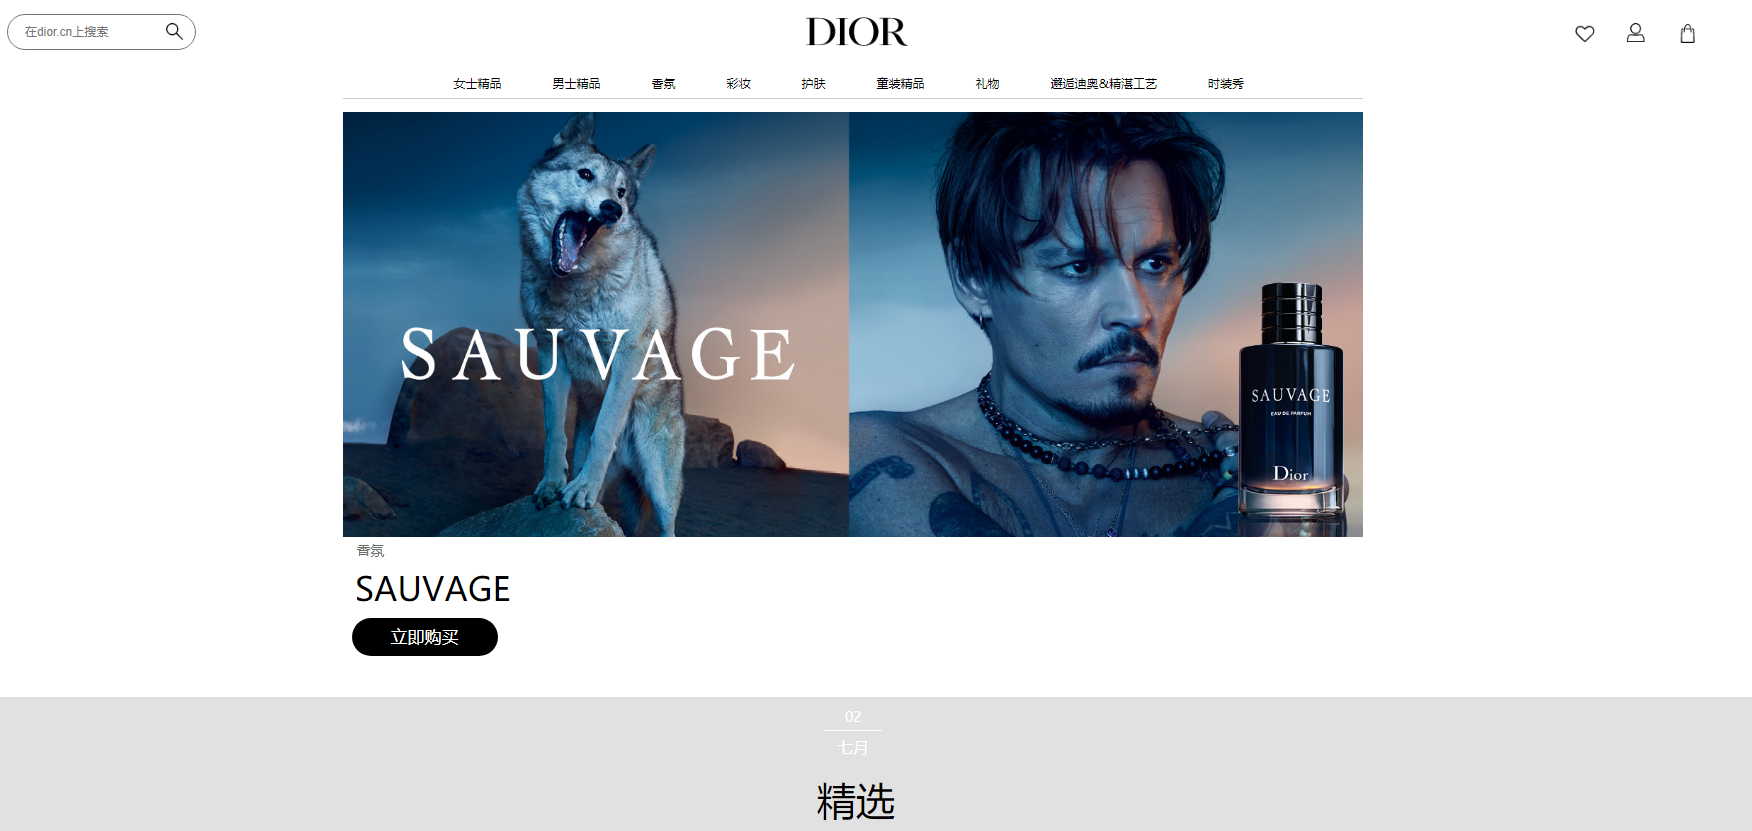 在dior.cn上搜索
DIOR
女士精品 男士精品 香氛 彩妆 护肤 童装精品 礼物 邂逅迪奥&精湛工艺 时装秀
SAUVAGE
SAUVAGE
EAU DE PARFUM
Dior
香氛
SAUVAGE
立即购买
02
七月
精选